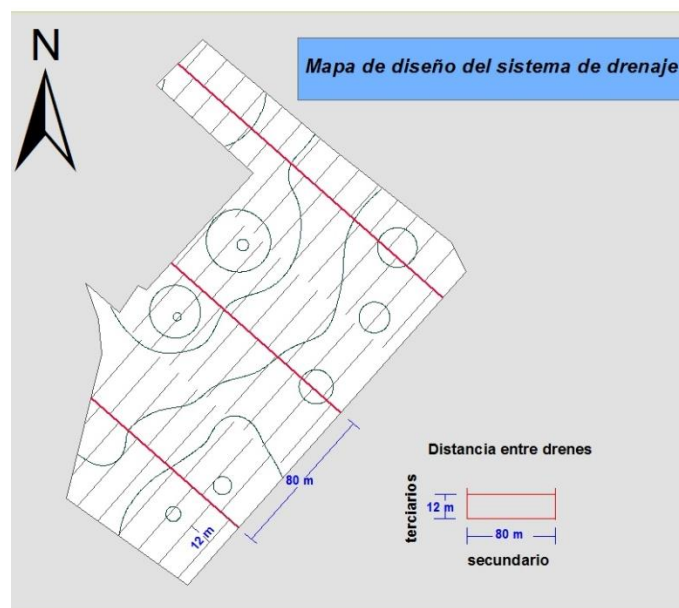 N
Mapa de diseño del sistema de drenaje
80 m
12 m
Distancia entre drenes
terciarios
12 m
80 m
secundario